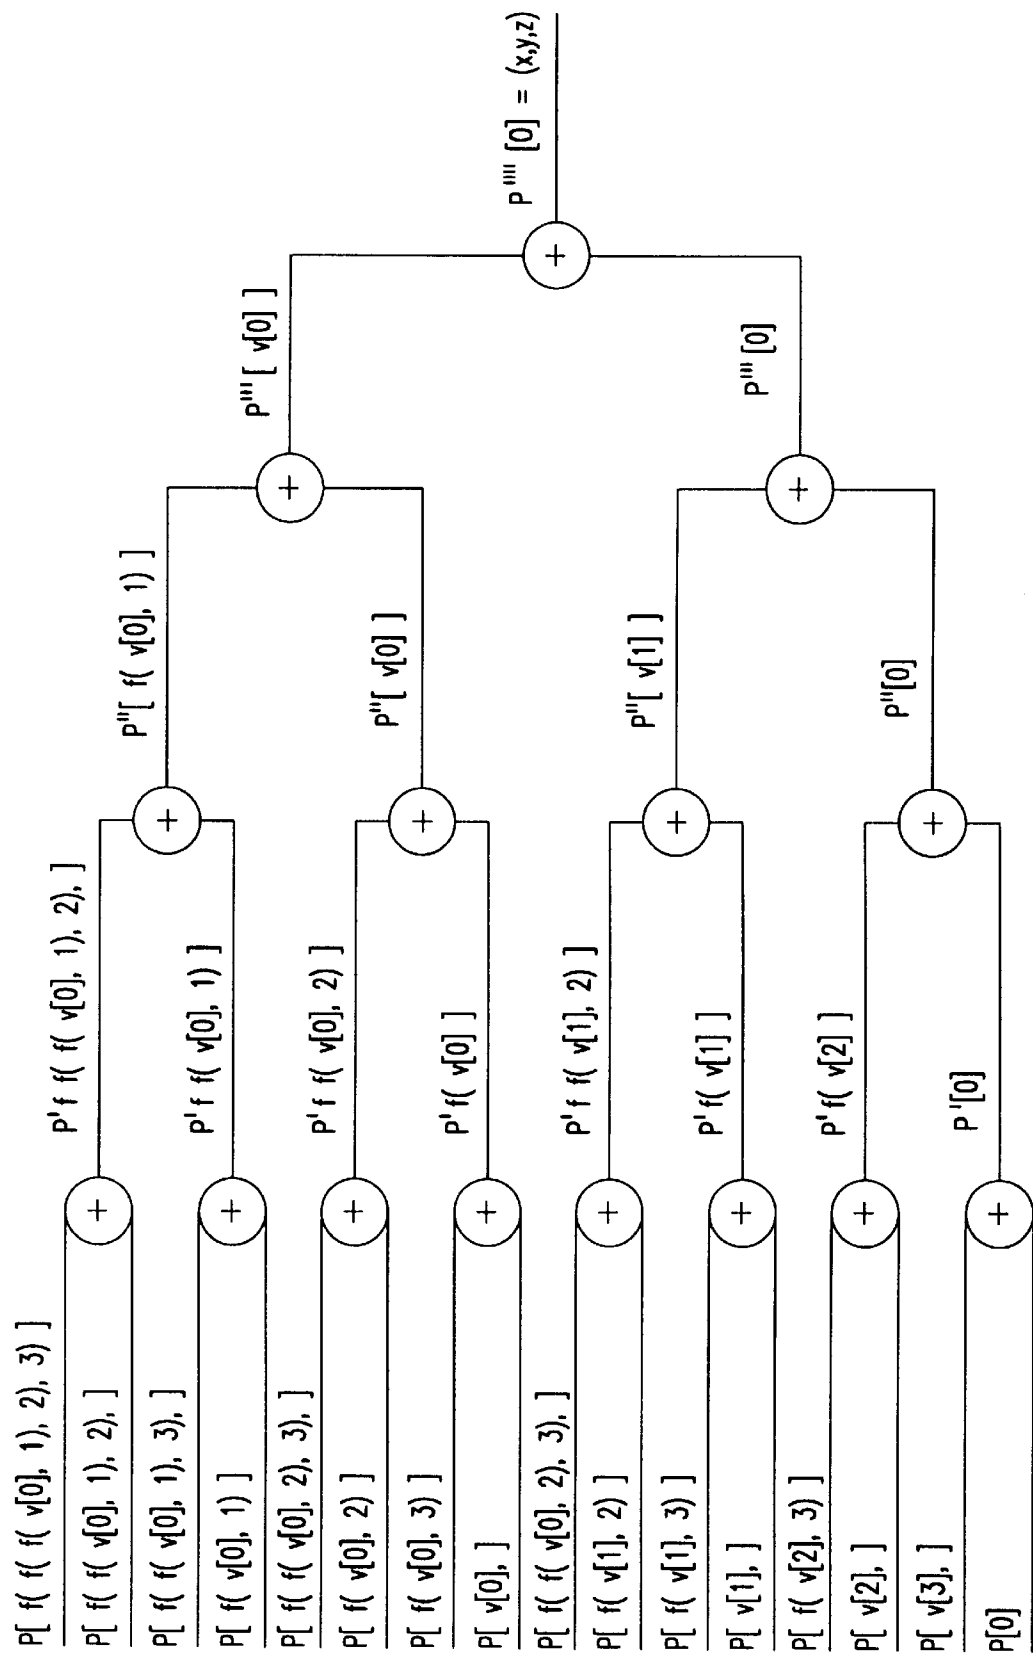 P[ f( f( f( v[0], 1), 2), 3) ]
P[ f( f( v[0], 1), 2), ]
P[ f( f( v[0], 1), 3), ]
P[ f( v[0], 1) ]
P[ f( f( v[0], 2), 3), ]
P[ f( v[0], 2) ]
P[ f( v[0], 3) ]
P[ v[0], ]
P[ f( f( v[0], 2), 3), ]
P[ f( v[1], 2) ]
P[ f( v[1], 3) ]
P[ v[1], ]
P[ f( v[2], 3) ]
P[ v[2], ]
P[ v[3], ]
P[0]
+
+
+
+
+
+
+
+
P' f f( f( v[0], 1), 2), ]
P' f f( v[0], 1) ]
P' f f( v[0], 2) ]
P' f( v[0] ]
P' f f( v[1], 2) ]
P' f( v[1] ]
P' f( v[2] ]
P'[0]
+
+
+
+
P''[ f( v[0], 1) ]
P''[ v[0] ]
P''[ v[1] ]
P''[0]
+
+
P'''[ v[0] ]
P'''[0]
+
P''''[0] = (x,y,z)